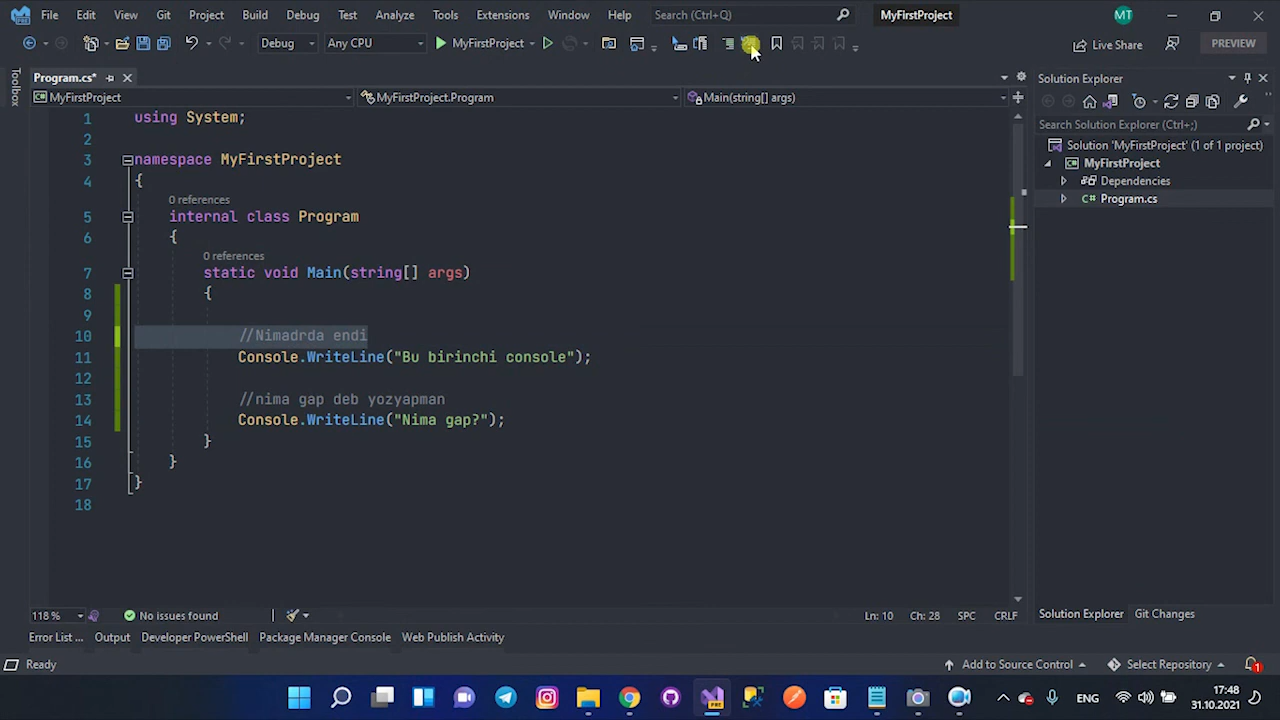 File Edit View Git Project Build Debug Test Analyze Tools Extensions Window Help Search (Ctrl+Q) MyFirstProject MT
Debug Any CPU MyFirstProject Live Share PREVIEW
Toolbox
Program.cs*
MyFirstProject MyFirstProject.Program Main(string[] args)
1 using System;
2
3 namespace MyFirstProject
4 {
0 references
5 internal class Program
6 {
0 references
7 static void Main(string[] args)
8 {
9
10 //Nimadrda endi
11 Console.WriteLine("Bu birinchi console");
12
13 //nima gap deb yozyapman
14 Console.WriteLine("Nima gap?");
15 }
16 }
17 }
18
118 % No issues found Ln: 10 Ch: 28 SPC CRLF
Solution Explorer
Search Solution Explorer (Ctrl+;)
Solution 'MyFirstProject' (1 of 1 project)
MyFirstProject
Dependencies
C# Program.cs
Solution Explorer Git Changes
Error List ... Output Developer PowerShell Package Manager Console Web Publish Activity
Ready Add to Source Control Select Repository 1
PRE ENG 17:48
31.10.2021